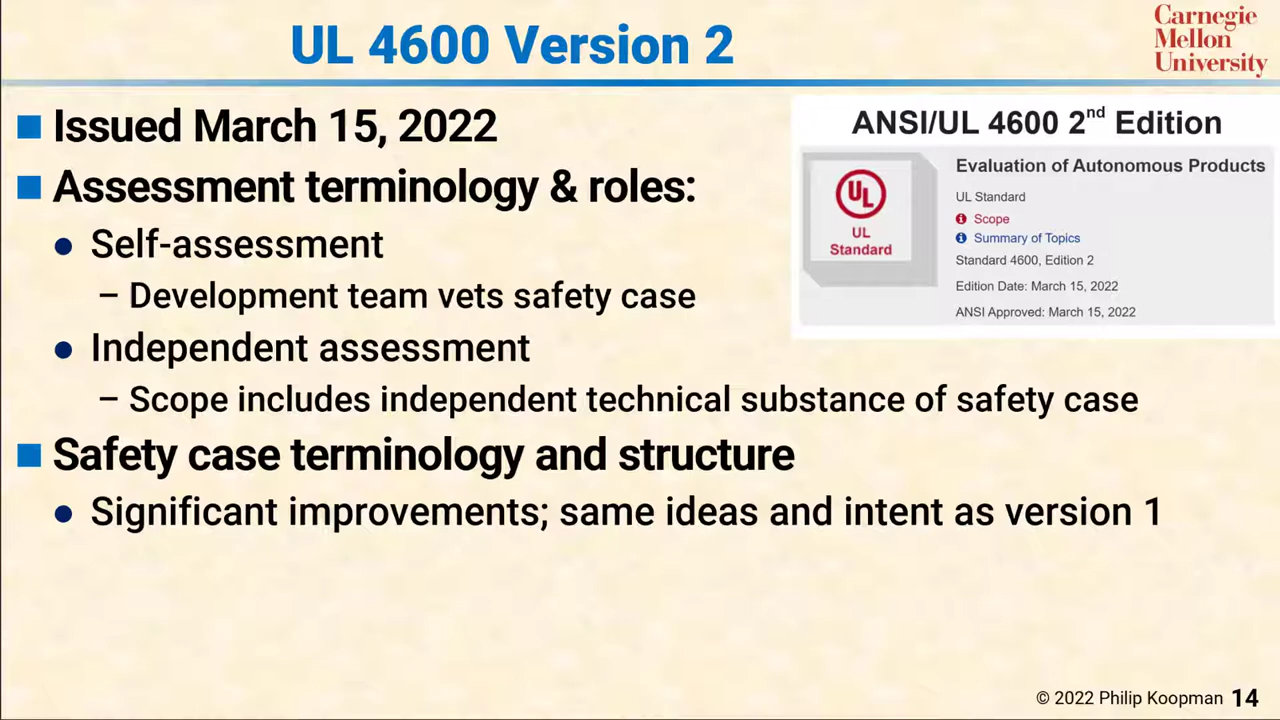 UL 4600 Version 2
Carnegie
Mellon
University
Issued March 15, 2022
Assessment terminology & roles:
Self-assessment
– Development team vets safety case
Independent assessment
– Scope includes independent technical substance of safety case
Safety case terminology and structure
Significant improvements; same ideas and intent as version 1
ANSI/UL 4600 2nd Edition
UL
UL
Standard
Evaluation of Autonomous Products
UL Standard
Scope
Summary of Topics
Standard 4600, Edition 2
Edition Date: March 15, 2022
ANSI Approved: March 15, 2022
© 2022 Philip Koopman 14